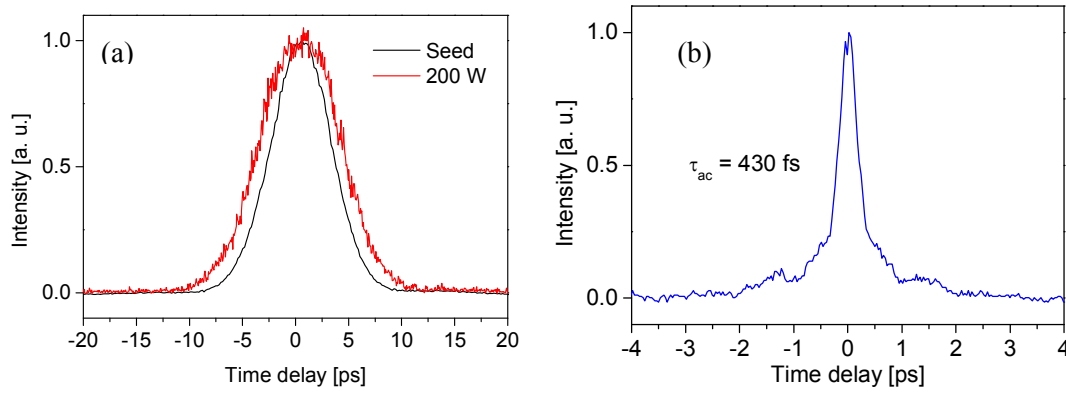 (a)
Seed
200 W
1.0
0.5
0.0
Intensity [a. u.]
-20 -15 -10 -5 0 5 10 15 20
Time delay [ps]
(b)
τac = 430 fs
1.0
0.5
0.0
Intensity [a. u.]
-4 -3 -2 -1 0 1 2 3 4
Time delay [ps]